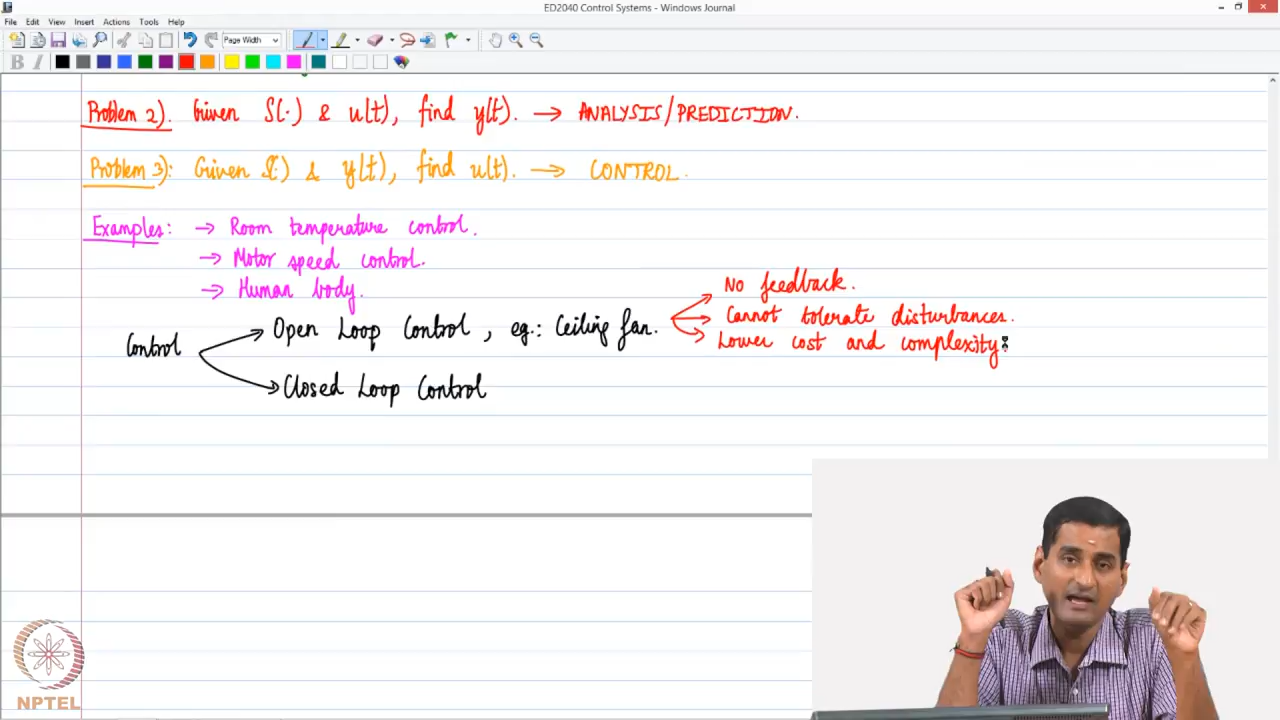 ED2040 Control Systems - Windows Journal
File Edit View Insert Actions Tools Help
Page Width
Problem 2). Given S(·) & u(t), find y(t). → ANALYSIS/PREDICTION.
Problem 3): Given S(·) & y(t), find u(t). → CONTROL.
Examples: → Room temperature control.
→ Motor speed control.
→ Human body.
Control
Open Loop Control, eg.: Ceiling fan.
No feedback.
Cannot tolerate disturbances.
Lower cost and complexity.
Closed Loop Control
NPTEL